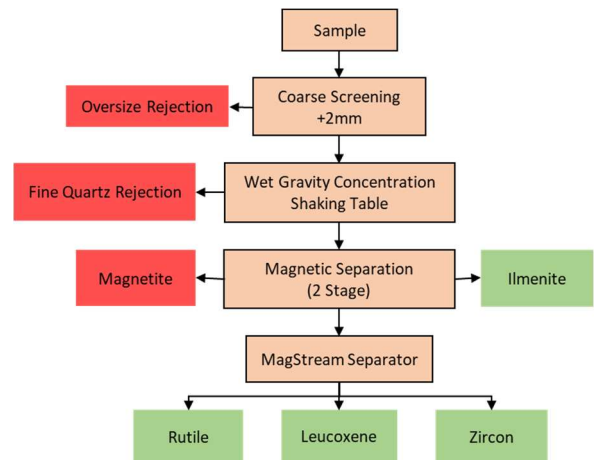 Sample
Oversize Rejection
Coarse Screening
+2mm
Fine Quartz Rejection
Wet Gravity Concentration
Shaking Table
Magnetite
Magnetic Separation
(2 Stage)
Ilmenite
MagStream Separator
Rutile
Leucoxene
Zircon